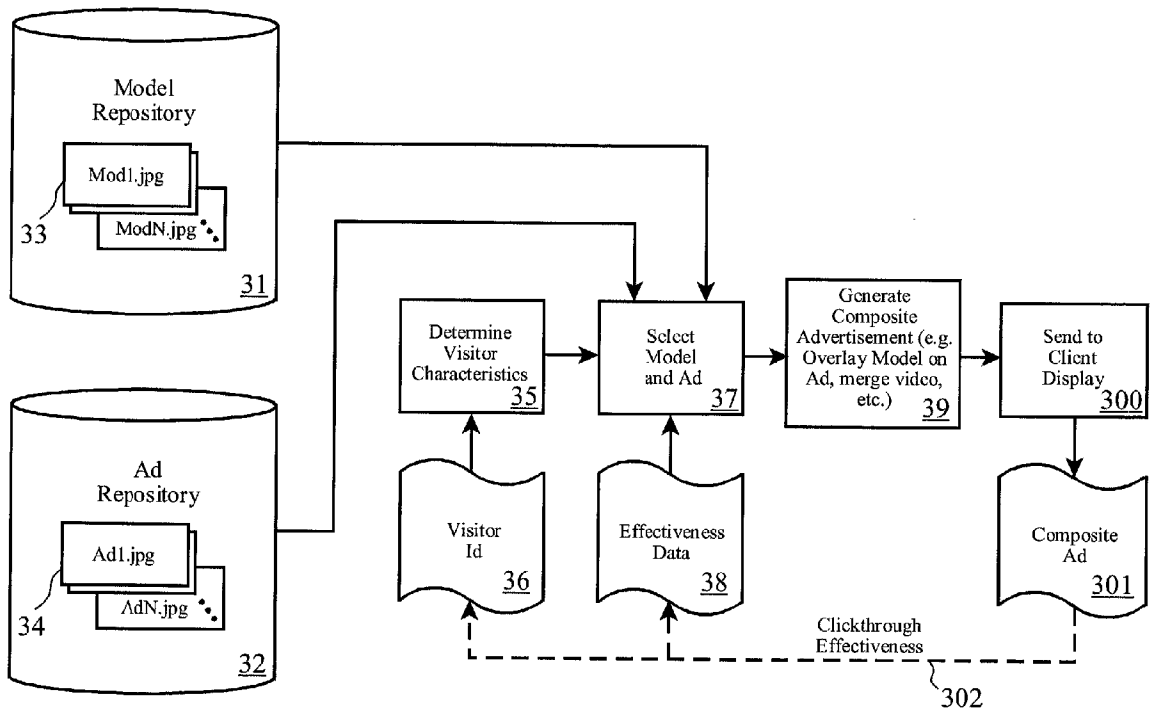 Model
Repository
Mod1.jpg
ModN.jpg
33
31
Ad
Repository
Ad1.jpg
AdN.jpg
34
32
Determine
Visitor
Characteristics
35
Visitor
Id
36
Select
Model
and Ad
37
Effectiveness
Data
38
Generate
Composite
Advertisement (e.g.
Overlay Model on
Ad, merge video,
etc.)
39
Send to
Client
Display
300
Composite
Ad
301
Clickthrough
Effectiveness
302